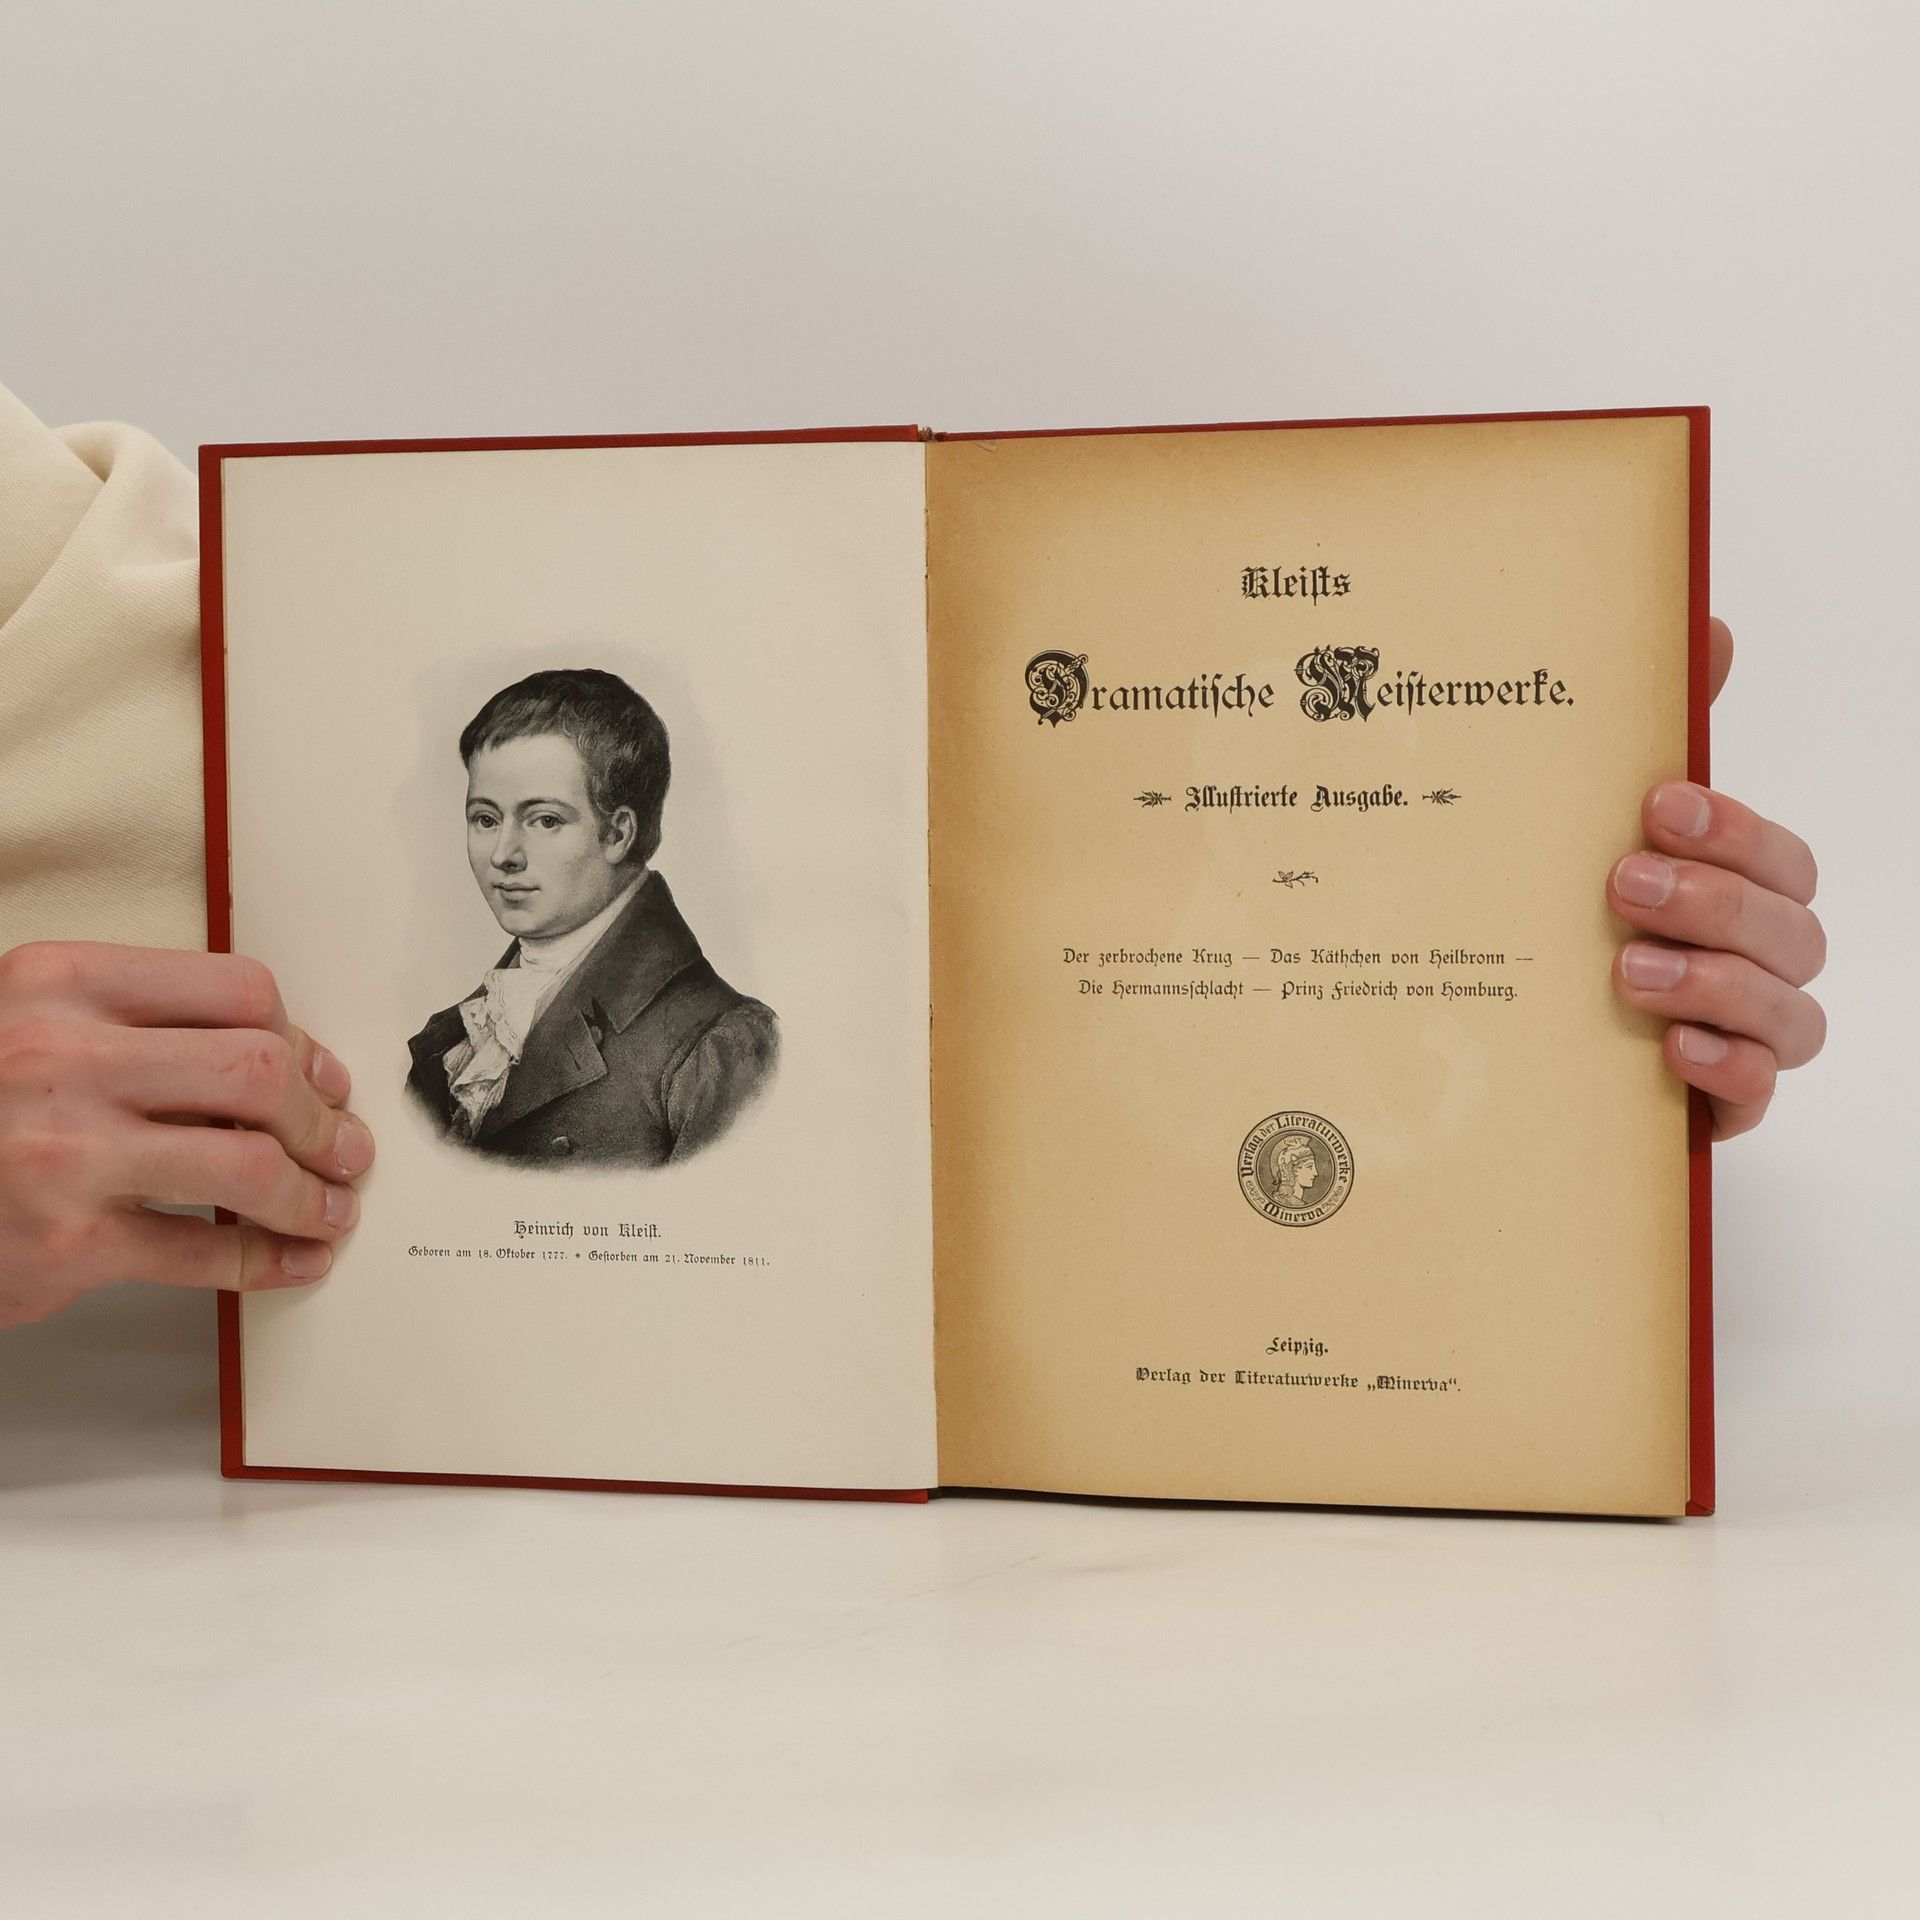 Heinrich von Kleist.
Geboren am 18. Oktober 1777. * Gestorben am 21. November 1811.
Kleists
Dramatische Meisterwerke.
Illustrierte Ausgabe.
Der zerbrochene Krug — Das Käthchen von Heilbronn —
Die Hermannsschlacht — Prinz Friedrich von Homburg.
Verlag der Literaturwerke
Minerva
Leipzig.
Verlag der Literaturwerke „Minerva“.